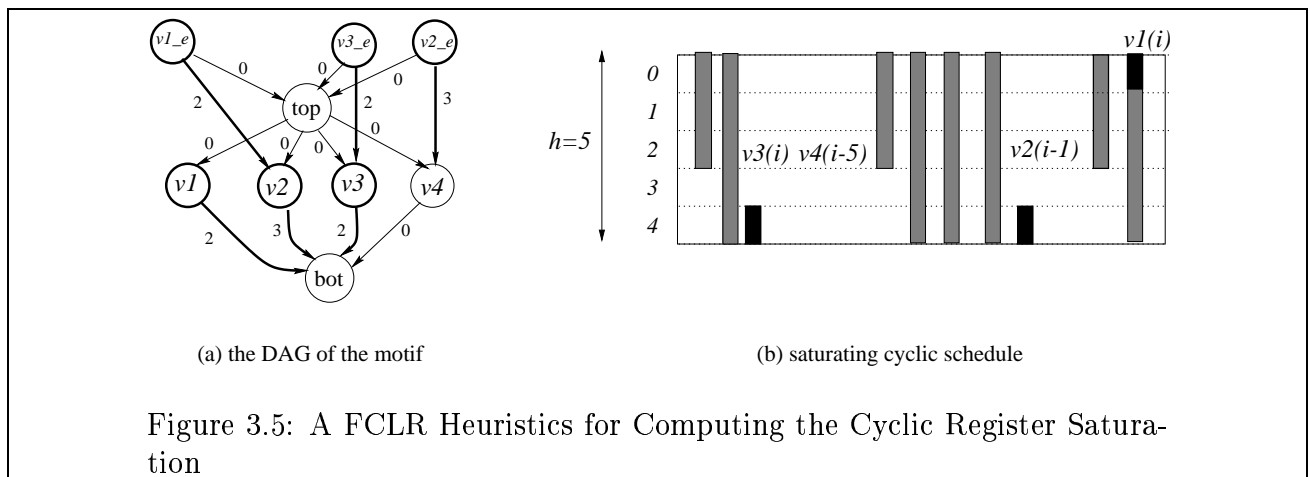 v1_e v3_e v2_e
0 0 0
2 2 3
top
0 0 0 0
v1 v2 v3 v4
2 3 2 0
bot
(a) the DAG of the motif
v1(i)
0
1
h=5
2
v3(i) v4(i-5) v2(i-1)
3
4
(b) saturating cyclic schedule
Figure 3.5: A FCLR Heuristics for Computing the Cyclic Register Satura-
tion